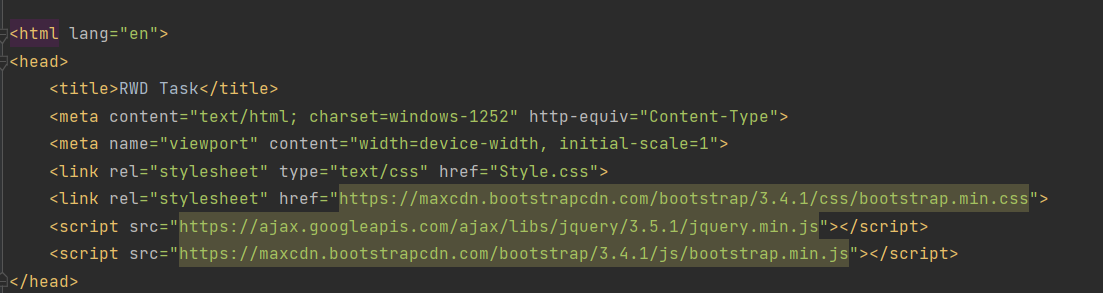 <html lang="en">
<head>
    <title>RWD Task</title>
    <meta content="text/html; charset=windows-1252" http-equiv="Content-Type">
    <meta name="viewport" content="width=device-width, initial-scale=1">
    <link rel="stylesheet" type="text/css" href="Style.css">
    <link rel="stylesheet" href="https://maxcdn.bootstrapcdn.com/bootstrap/3.4.1/css/bootstrap.min.css">
    <script src="https://ajax.googleapis.com/ajax/libs/jquery/3.5.1/jquery.min.js"></script>
    <script src="https://maxcdn.bootstrapcdn.com/bootstrap/3.4.1/js/bootstrap.min.js"></script>
</head>